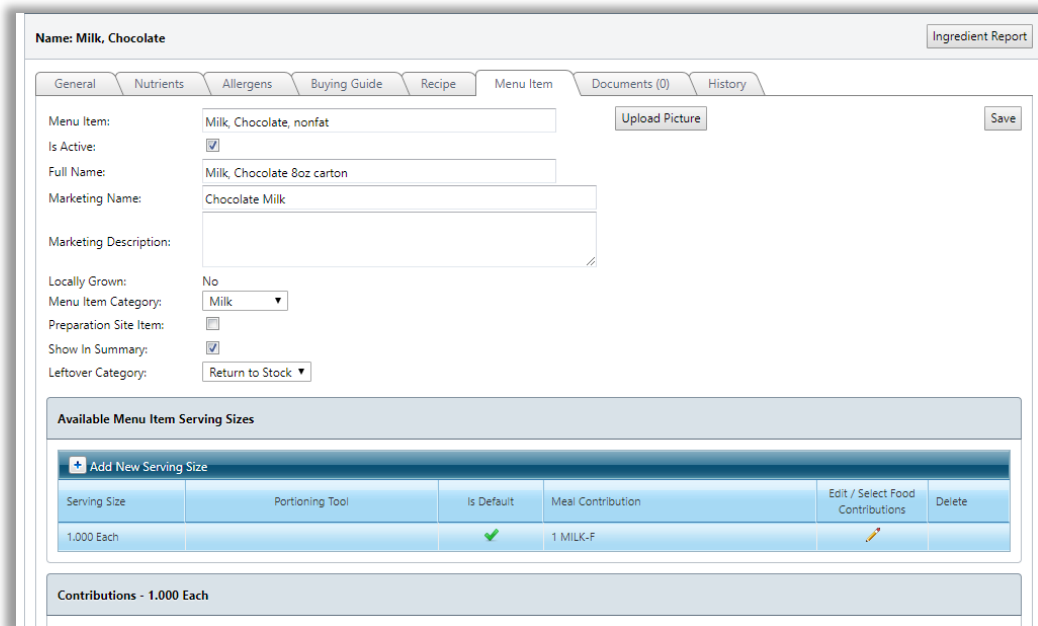 Name: Milk, Chocolate
Ingredient Report
General Nutrients Allergens Buying Guide Recipe Menu Item Documents (0) History
Menu Item: Milk, Chocolate, nonfat Upload Picture Save
Is Active:
Full Name: Milk, Chocolate 8oz carton
Marketing Name: Chocolate Milk
Marketing Description:
Locally Grown: No
Menu Item Category: Milk
Preparation Site Item:
Show In Summary:
Leftover Category: Return to Stock
Available Menu Item Serving Sizes
+ Add New Serving Size
Serving Size Portioning Tool Is Default Meal Contribution Edit / Select Food Delete
Contributions
1.000 Each 1 MILK-F
Contributions - 1.000 Each